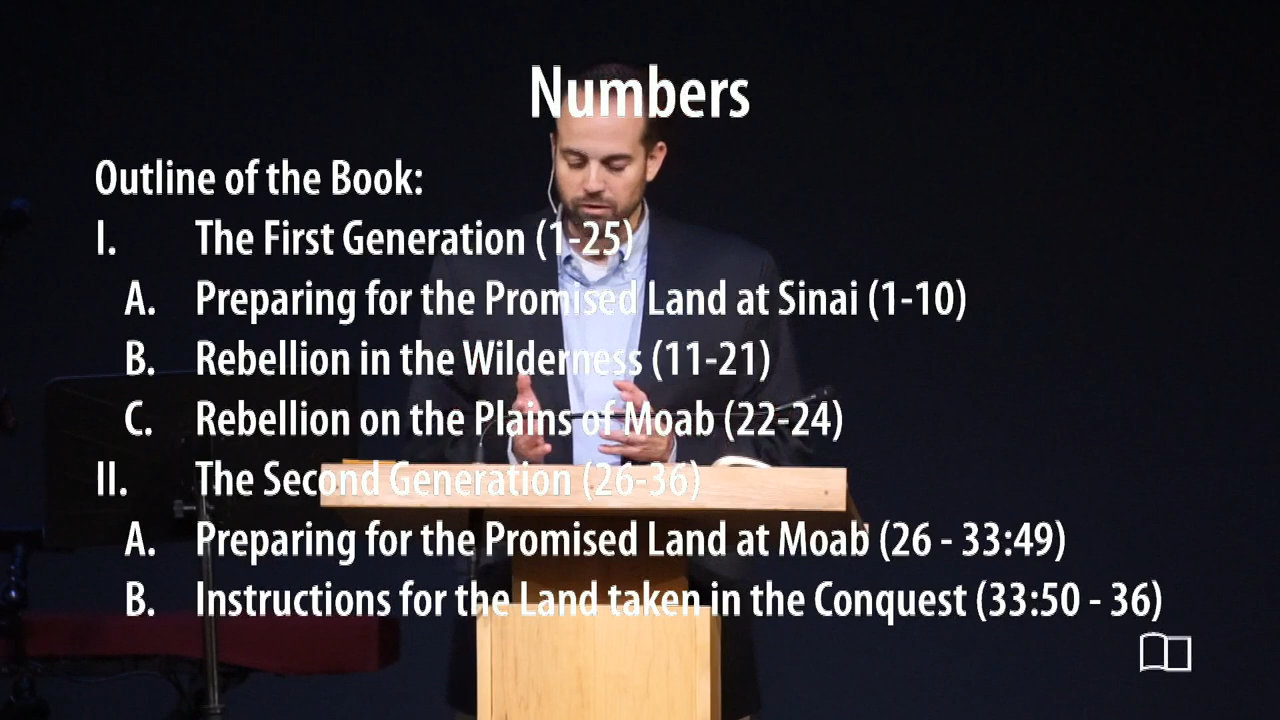 Numbers
Outline of the Book:
I. The First Generation (1-25)
A. Preparing for the Promised Land at Sinai (1-10)
B. Rebellion in the Wilderness (11-21)
C. Rebellion on the Plains of Moab (22-24)
II. The Second Generation (26-36)
A. Preparing for the Promised Land at Moab (26 - 33:49)
B. Instructions for the Land taken in the Conquest (33:50 - 36)